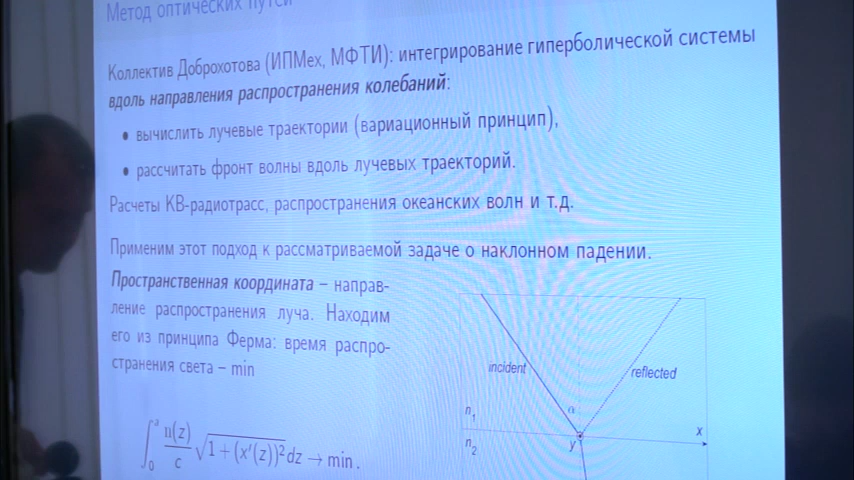 Метод оптических путей
Коллектив Доброхотова (ИПМех, МФТИ): интегрирование гиперболической системы
вдоль направления распространения колебаний:
• вычислить лучевые траектории (вариационный принцип),
• рассчитать фронт волны вдоль лучевых траекторий.
Расчеты КВ-радиотрасс, распространения океанских волн и т.д.
Применим этот подход к рассматриваемой задаче о наклонном падении.
Пространственная координата – направ-
ление распространения луча. Находим
его из принципа Ферма: время распро-
странения света – min
∫₀ᵃ n(z)/c √1 + (x′(z))² dz → min.
incident
reflected
α
n₁
x
n₂
y